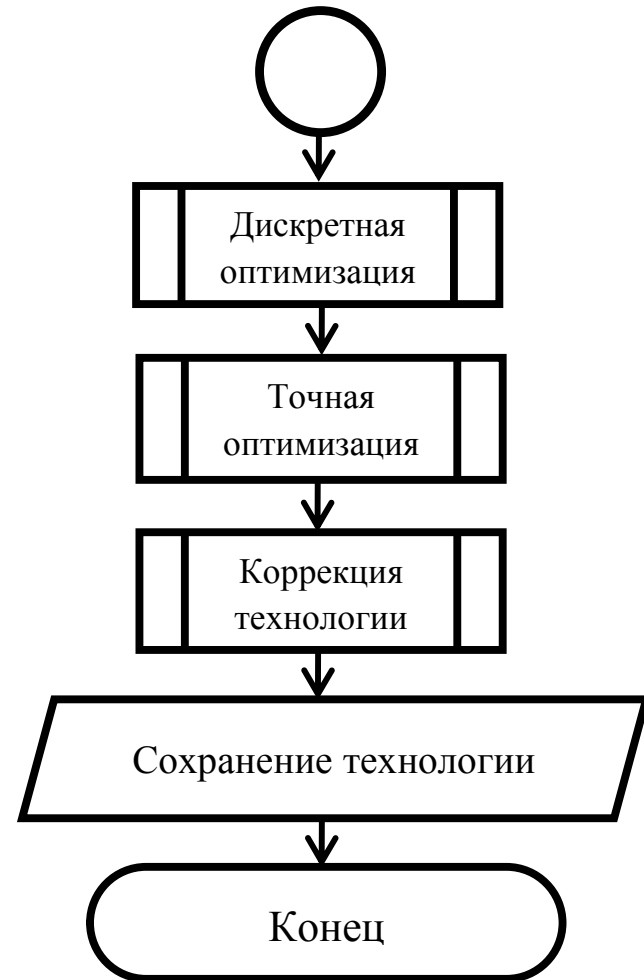 Дискретная
оптимизация
Точная
оптимизация
Коррекция
технологии
Сохранение технологии
Конец